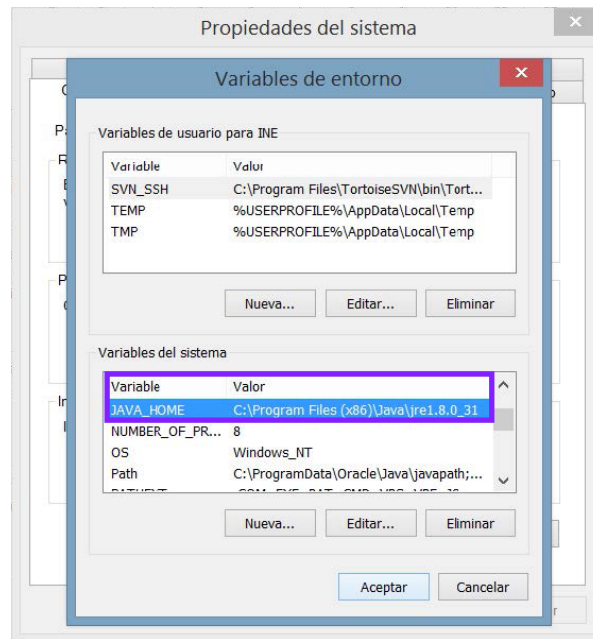 Propiedades del sistema
Variables de entorno
Variables de usuario para INE
Variable Valor
SVN_SSH C:\Program Files\TortoiseSVN\bin\Tort...
TEMP %USERPROFILE%\AppData\Local\Temp
TMP %USERPROFILE%\AppData\Local\Temp
Nueva... Editar... Eliminar
Variables del sistema
Variable Valor
JAVA_HOME C:\Program Files (x86)\Java\jre1.8.0_31
NUMBER_OF_PR... 8
OS Windows_NT
Path C:\ProgramData\Oracle\Java\javapath;...
Nueva... Editar... Eliminar
Aceptar Cancelar